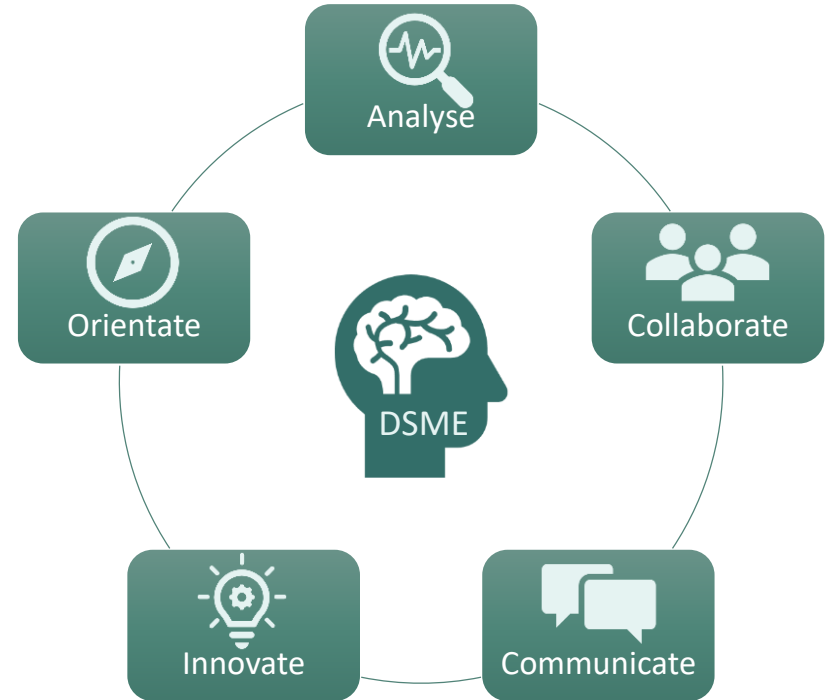 Analyse
Orientate
Collaborate
DSME
Innovate
Communicate